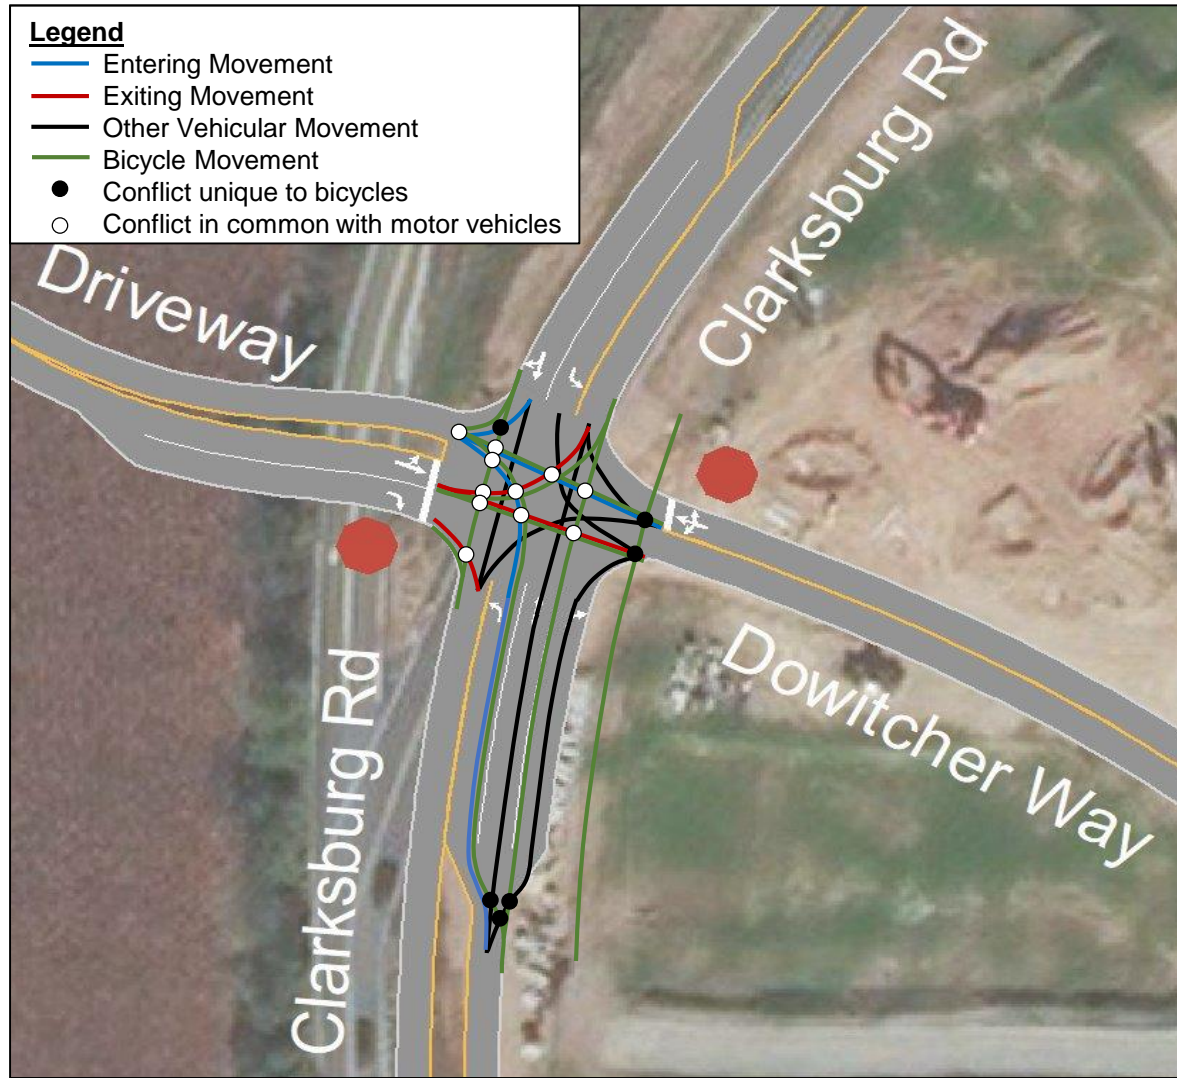 Legend
Entering Movement
Exiting Movement
Other Vehicular Movement
Bicycle Movement
Conflict unique to bicycles
Conflict in common with motor vehicles
Clarksburg Rd
Driveway
Dowitcher Way
Clarksburg Rd